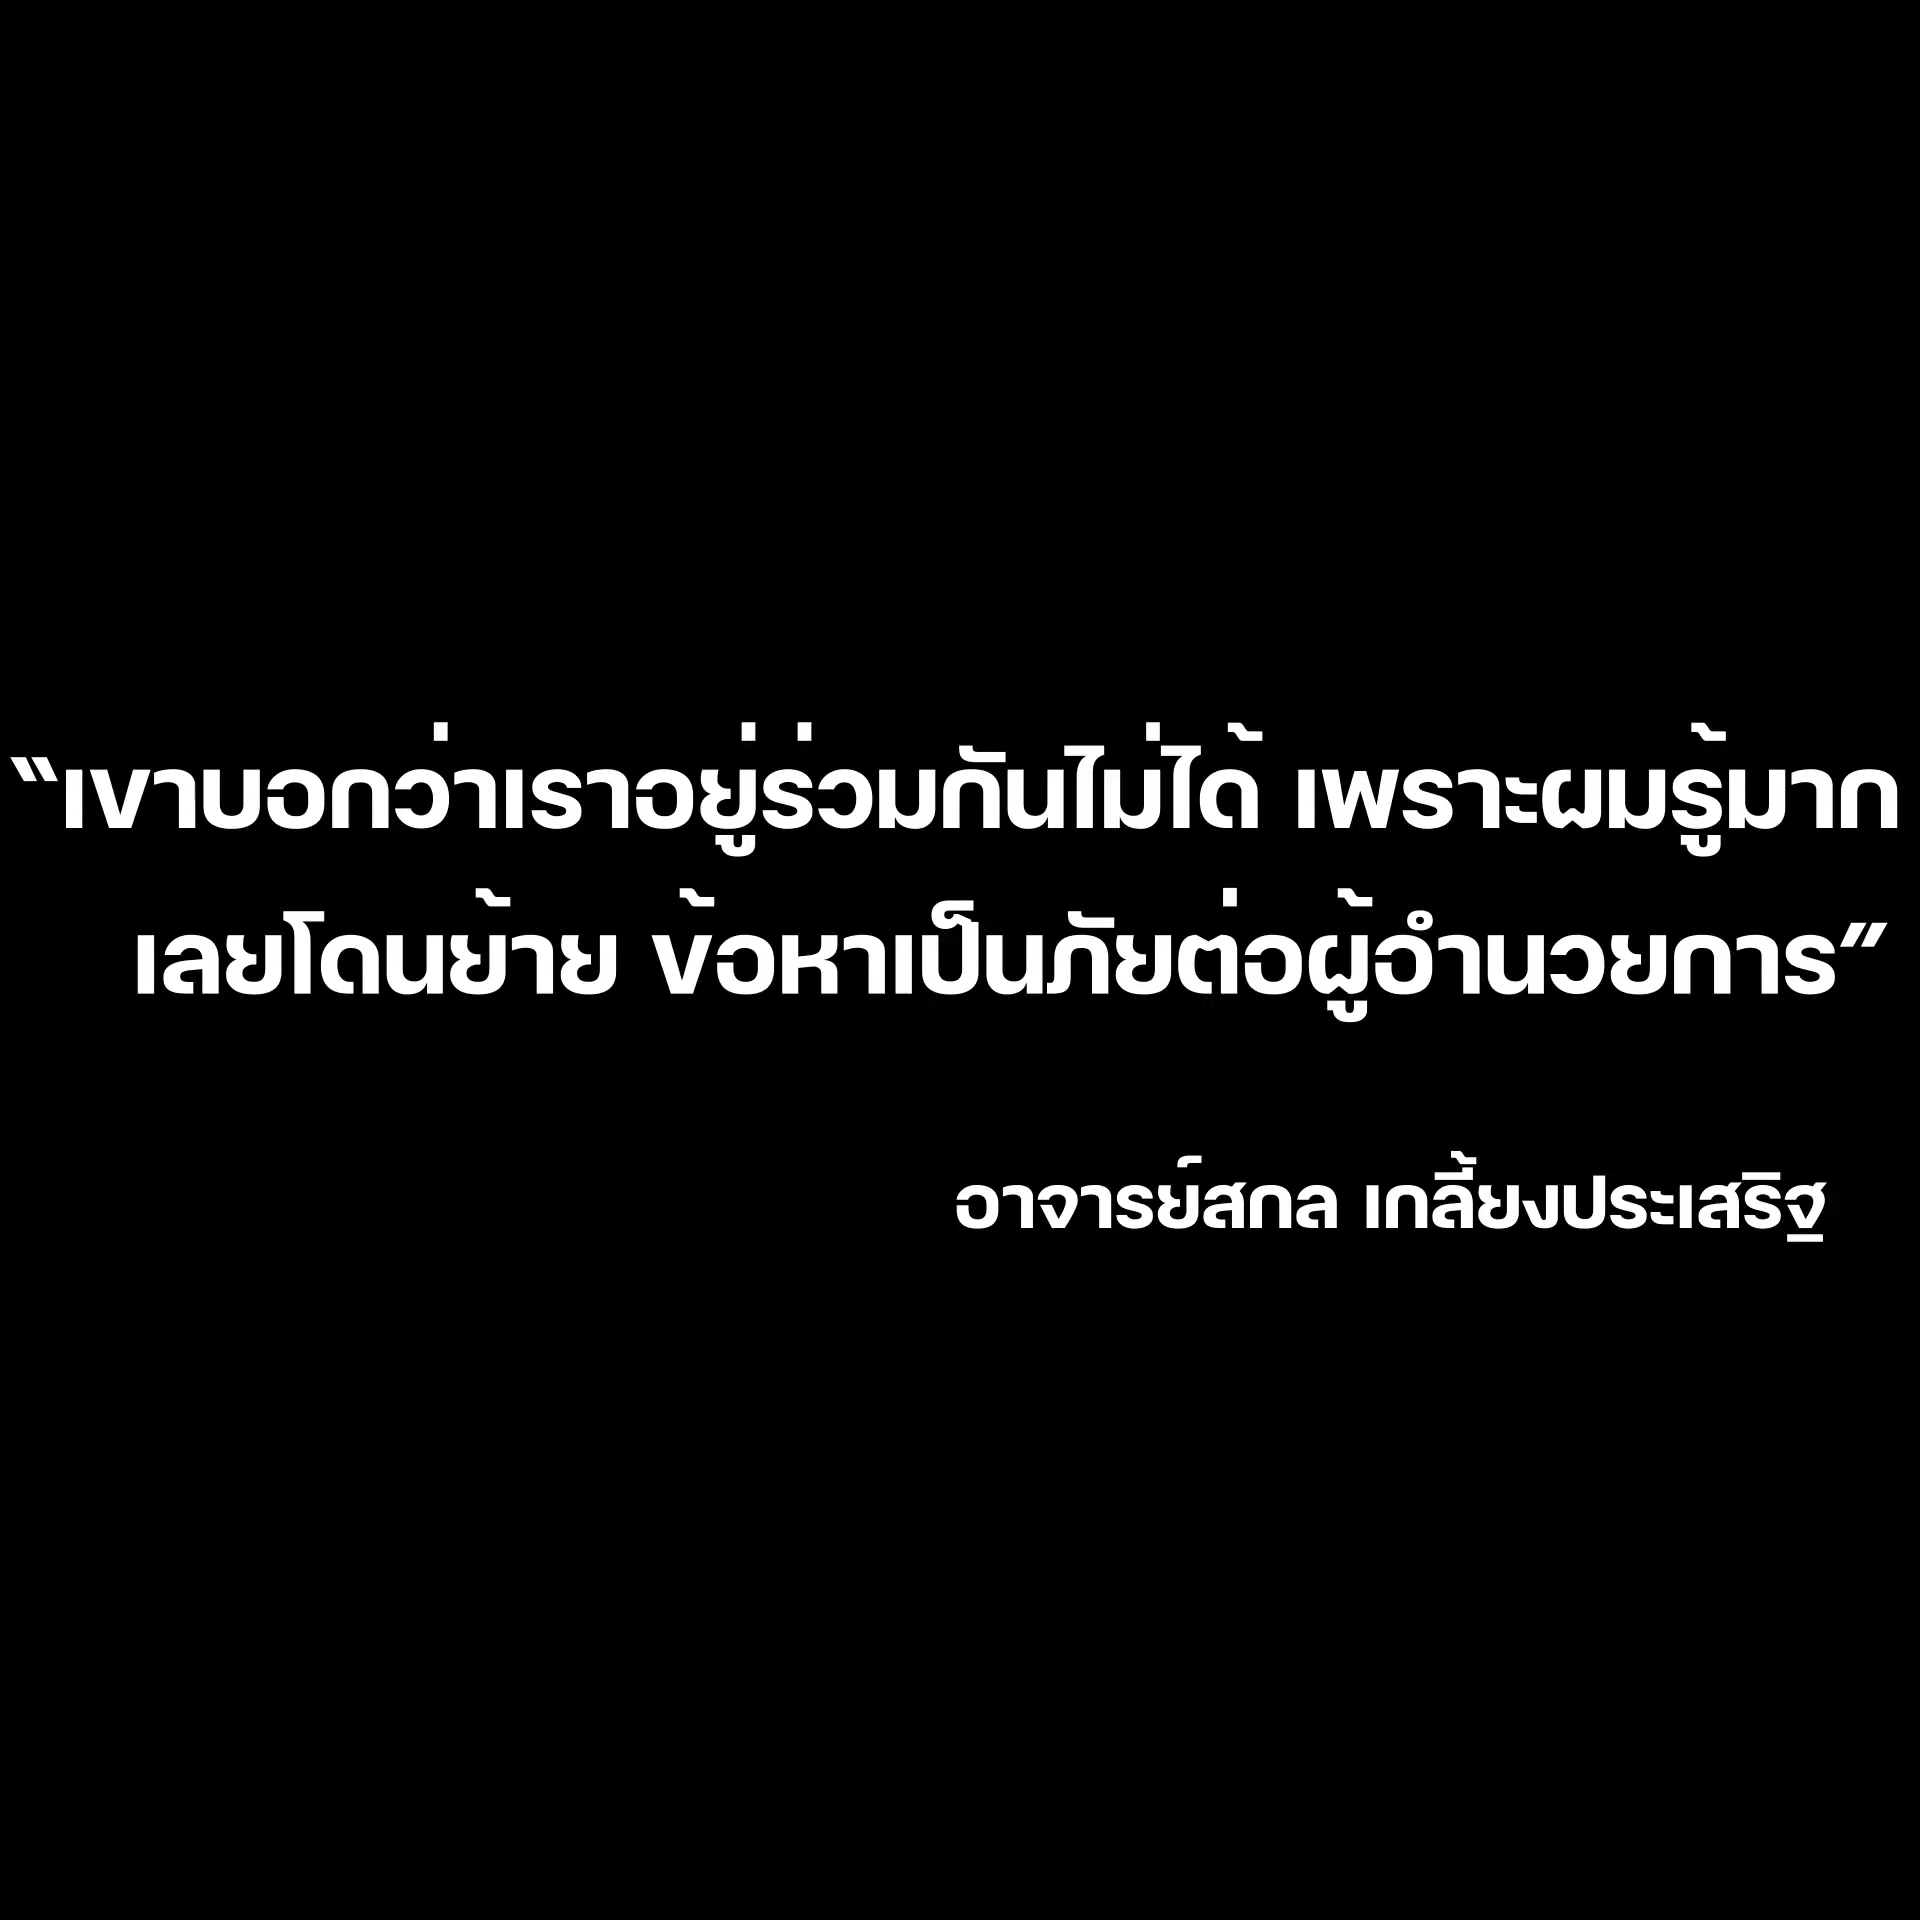 “เขาบอกว่าเราอยู่ร่วมกันไม่ได้ เพราะผมรู้มาก
เลยโดนย้าย ข้อหาเป็นภัยต่อผู้อำนวยการ”
อาจารย์สกล เกลี้ยงประเสริฐ